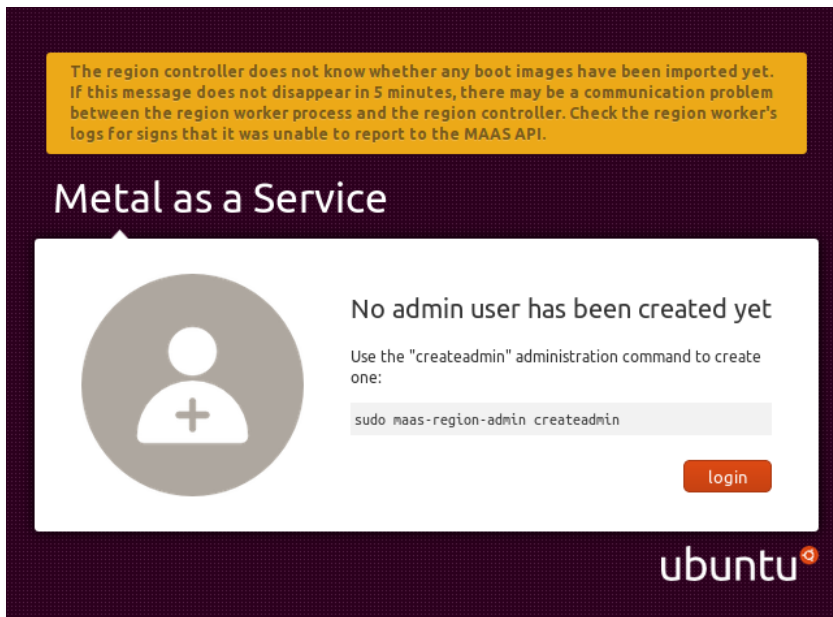 The region controller does not know whether any boot images have been imported yet.
If this message does not disappear in 5 minutes, there may be a communication problem
between the region worker process and the region controller. Check the region worker's
logs for signs that it was unable to report to the MAAS API.
Metal as a Service
No admin user has been created yet
Use the "createadmin" administration command to create
one:
sudo maas-region-admin createadmin
login
ubuntu